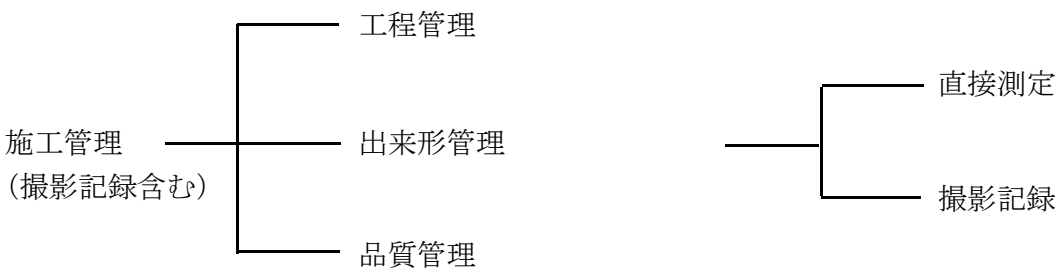 工程管理
直接測定
施工管理
出来形管理
（撮影記録含む）
撮影記録
品質管理